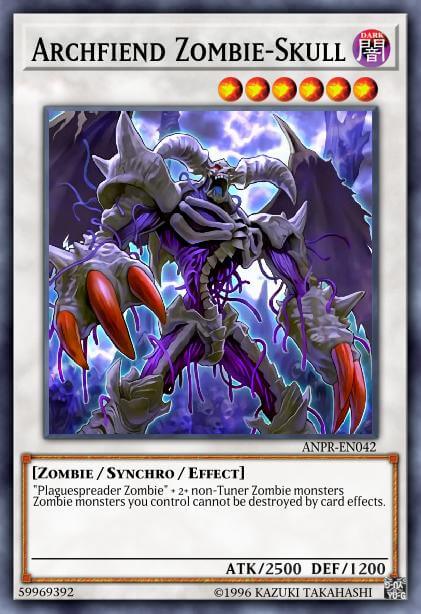 Archfiend Zombie-Skull
DARK
闇
ANPR-EN042
[Zombie / Synchro / Effect]
"Plaguespreader Zombie" + 2+ non-Tuner Zombie monsters
Zombie monsters you control cannot be destroyed by card effects.
ATK/2500 DEF/1200
59969392
©1996 KAZUKI TAKAHASHI